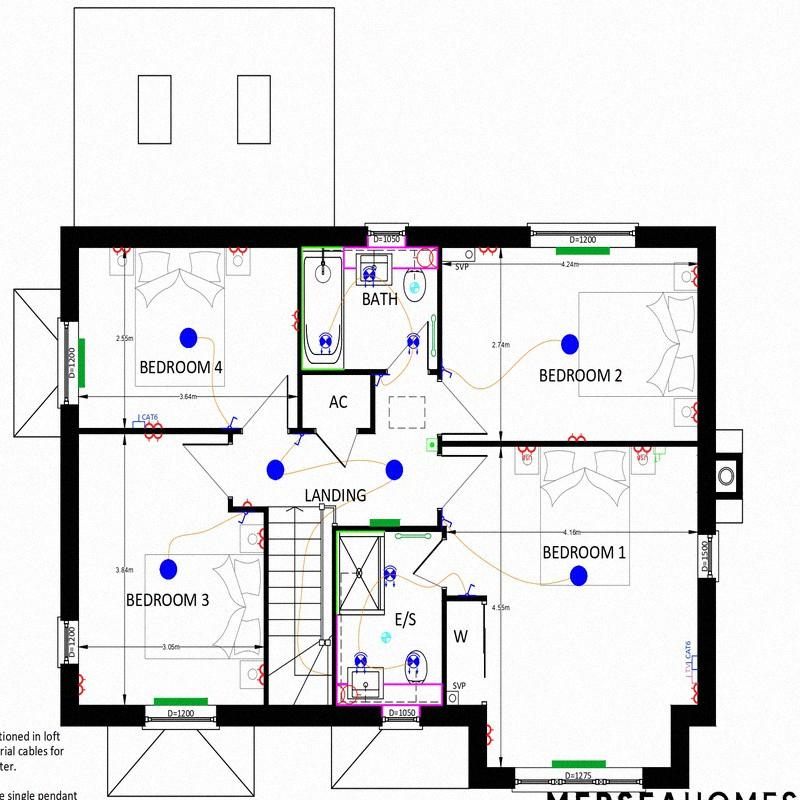 D=1050
D=1200
SVP
4.24m
BATH
2.55m
2.74m
D=1200
BEDROOM 4
BEDROOM 2
3.64m
AC
CAT6
LANDING
4.16m
BEDROOM 1
D=1500
3.84m
BEDROOM 3
4.55m
E/S
W
D=1200
3.05m
TV CAT6
SVP
D=1200
D=1050
tioned in loft
rial cables for
ter.
D=1275
e single pendant
MERSEAHOMES